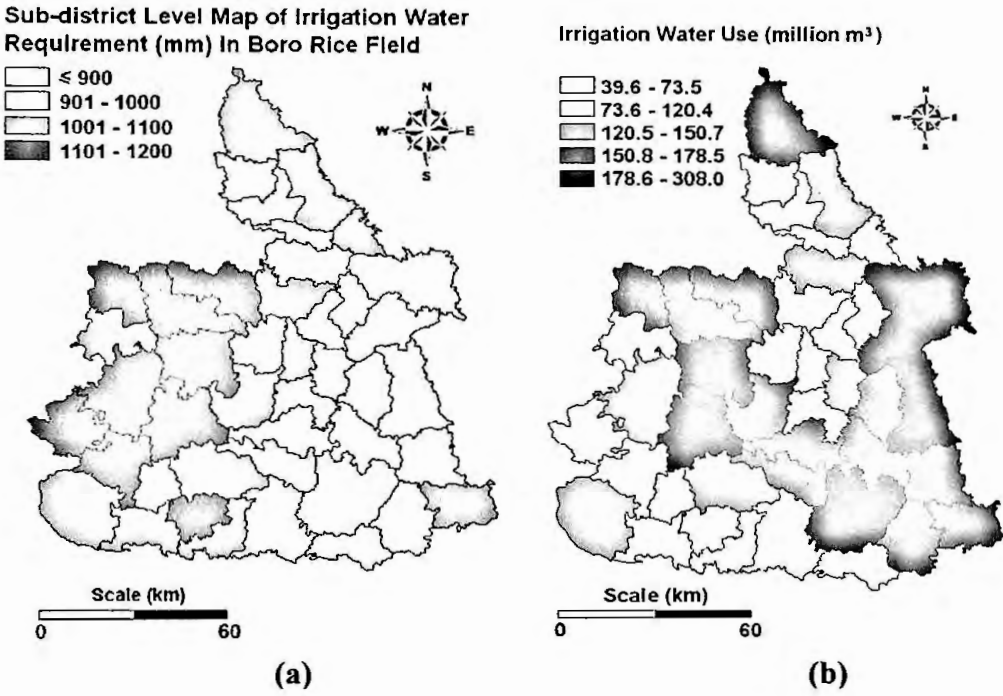 Sub-district Level Map of Irrigation Water
Requirement (mm) in Boro Rice Field
≤ 900
901 - 1000
1001 - 1100
1101 - 1200
N
W
E
S
Scale (km)
0
60
(a)
Irrigation Water Use (million m³)
39.6 - 73.5
73.6 - 120.4
120.5 - 150.7
150.8 - 178.5
178.6 - 308.0
N
W
E
S
Scale (km)
0
60
(b)